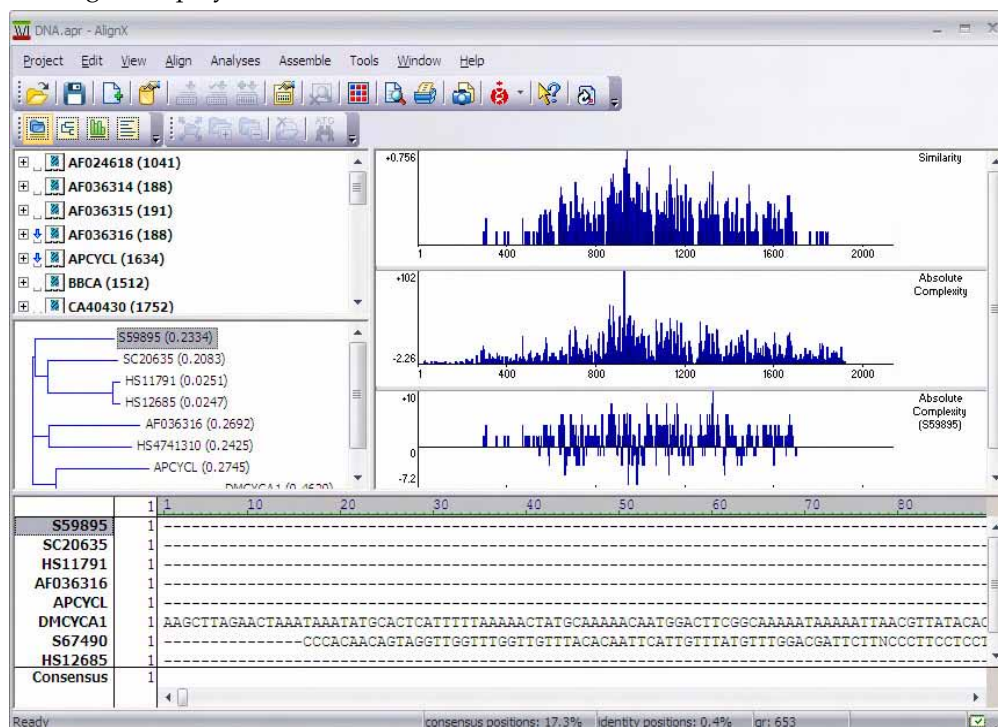 DNA.apr - AlignX
Project Edit View Align Analyses Assemble Tools Window Help
AF024618 (1041)
AF036314 (188)
AF036315 (191)
AF036316 (188)
APCYCL (1634)
BBCA (1512)
CA40430 (1752)
S59895 (0.2334)
SC20635 (0.2083)
HS11791 (0.0251)
HS12685 (0.0247)
AF036316 (0.2692)
HS4741310 (0.2425)
APCYCL (0.2745)
DMCYCA1 (0.4620)
+0.756 Similarity
1 400 800 1200 1600 2000
+102 Absolute
Complexity
-2.26
1 400 800 1200 1600 2000
+10 Absolute
Complexity
(S59895)
0
-7.2
1 1 10 20 30 40 50 60 70 80
S59895 1
SC20635 1
HS11791 1
AF036316 1
APCYCL 1
DMCYCA1 1 AAGCTTAGAACTAAATAAATATGCACTCATTTTTAAAAACTATGCAAAAACAATGGACTTCGGCAAAAATAAAAATTAACGTTATACAC
S67490 1 ---------------CCCACAACAGTAGGTTGGTTTGGTTGTTTACACAATTCATTGTTTATGTTTGGACGATTCTTNCCCTTCCTCCT
HS12685 1
Consensus 1
Ready consensus positions: 17.3% identity positions: 0.4% gr: 653